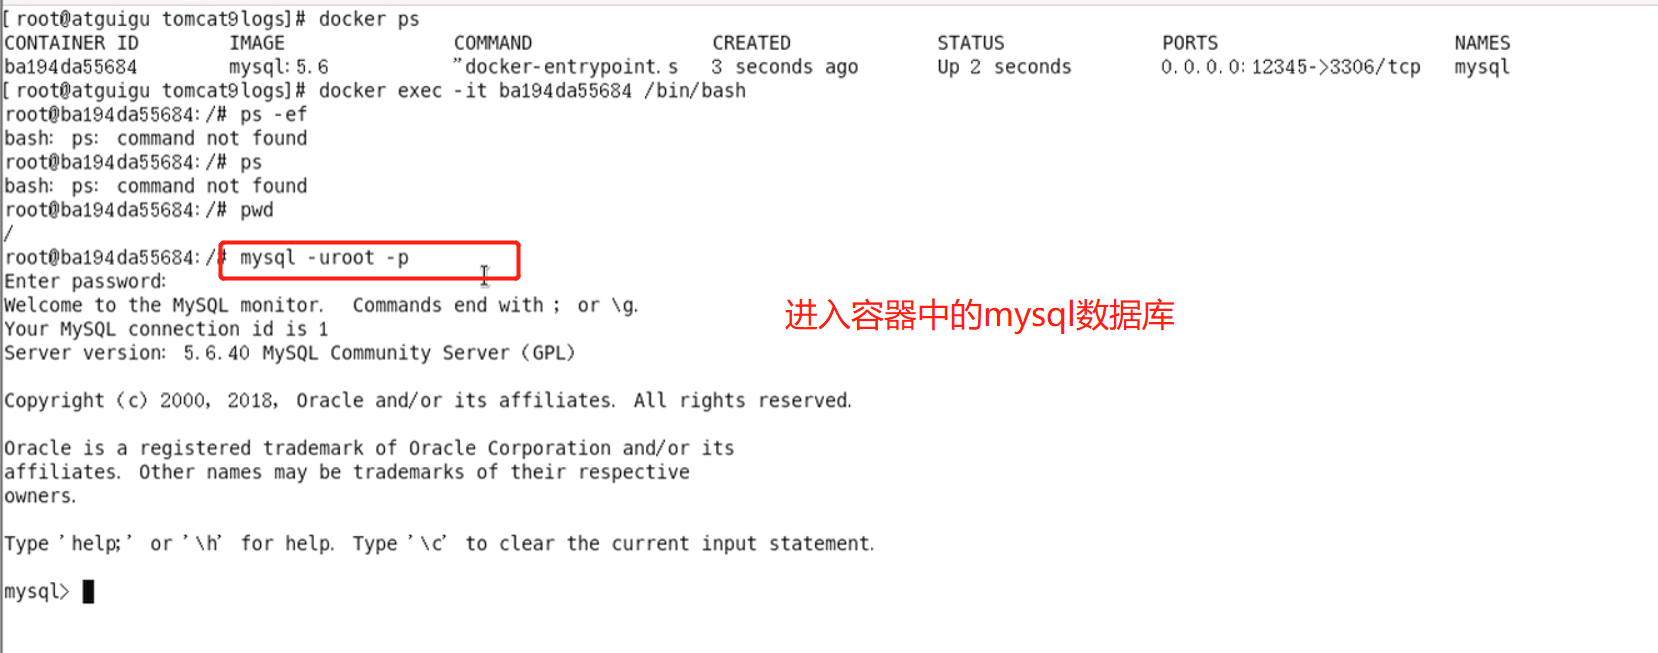 [root@atguigu tomcat9logs]# docker ps
CONTAINER ID IMAGE COMMAND CREATED STATUS PORTS NAMES
ba194da55684 mysql:5.6 "docker-entrypoint.s 3 seconds ago Up 2 seconds 0.0.0.0:12345->3306/tcp mysql
[root@atguigu tomcat9logs]# docker exec -it ba194da55684 /bin/bash
root@ba194da55684:/# ps -ef
bash: ps: command not found
root@ba194da55684:/# ps
bash: ps: command not found
root@ba194da55684:/# pwd
/
root@ba194da55684:/# mysql -uroot -p
Enter password:
Welcome to the MySQL monitor. Commands end with ; or \g.
进入容器中的mysql数据库
Your MySQL connection id is 1
Server version: 5.6.40 MySQL Community Server (GPL)
Copyright (c) 2000, 2018, Oracle and/or its affiliates. All rights reserved.
Oracle is a registered trademark of Oracle Corporation and/or its
affiliates. Other names may be trademarks of their respective
owners.
Type 'help;' or '\h' for help. Type '\c' to clear the current input statement.
mysql>